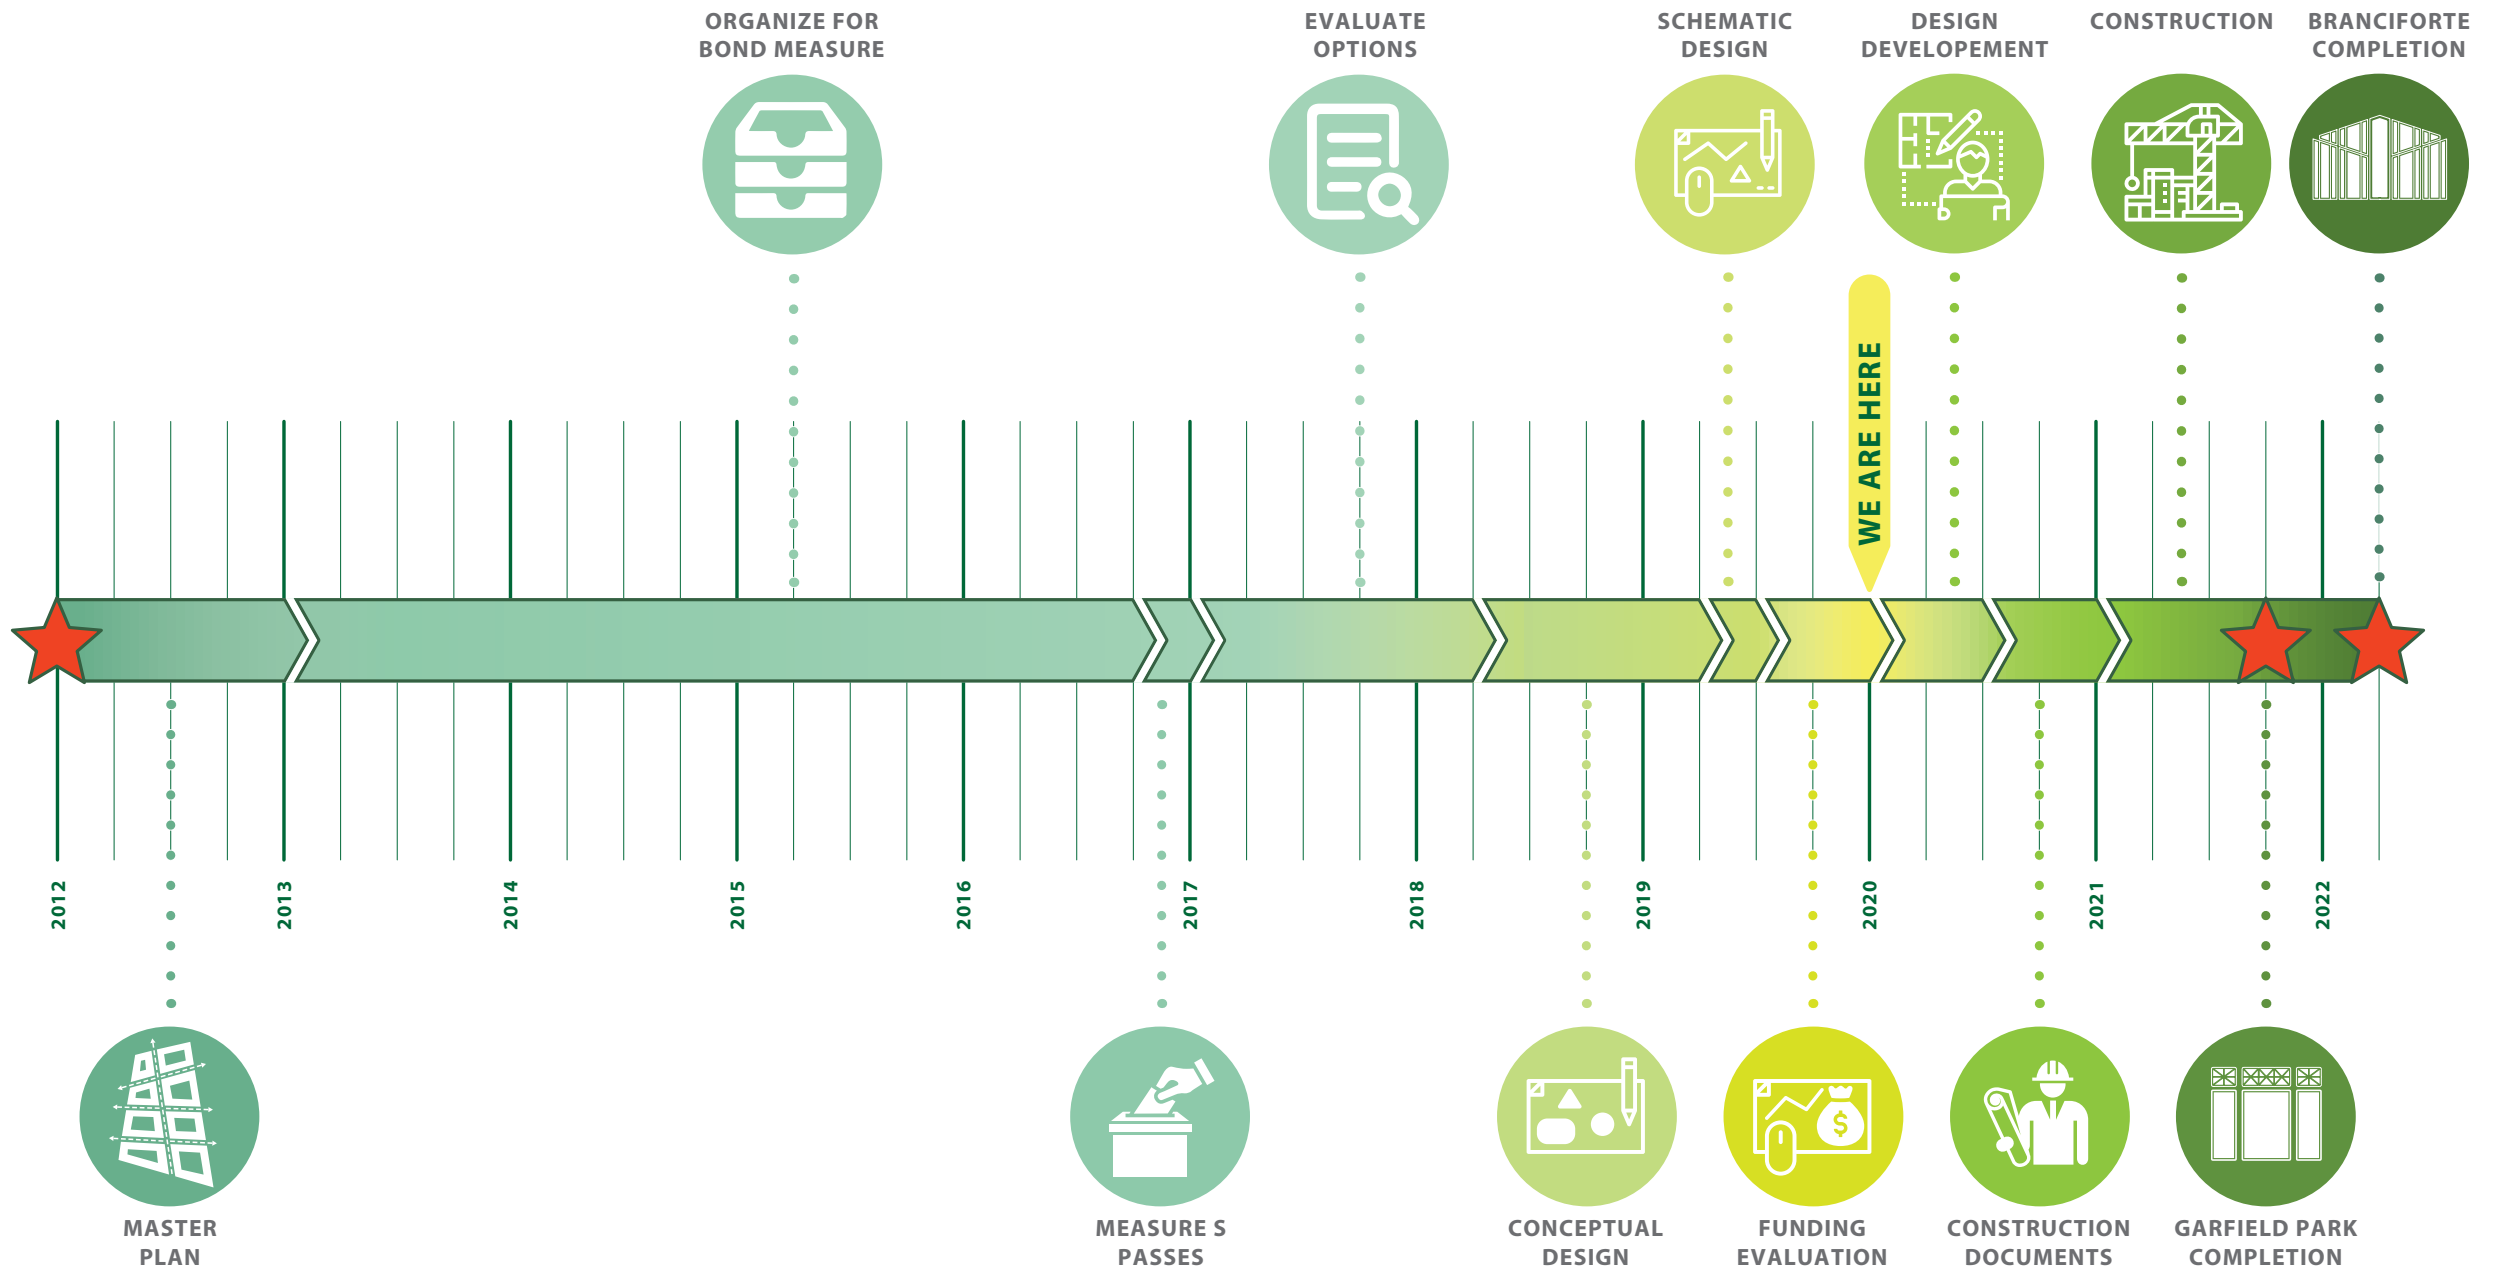 ORGANIZE FOR
BOND MEASURE
EVALUATE
OPTIONS
SCHEMATIC
DESIGN
DESIGN
DEVELOPEMENT
CONSTRUCTION
BRANCIFORTE
COMPLETION
WE ARE HERE
2012
2013
2014
2015
2016
2017
2018
2019
2020
2021
2022
$
MASTER
PLAN
MEASURE S
PASSES
CONCEPTUAL
DESIGN
FUNDING
EVALUATION
CONSTRUCTION
DOCUMENTS
GARFIELD PARK
COMPLETION